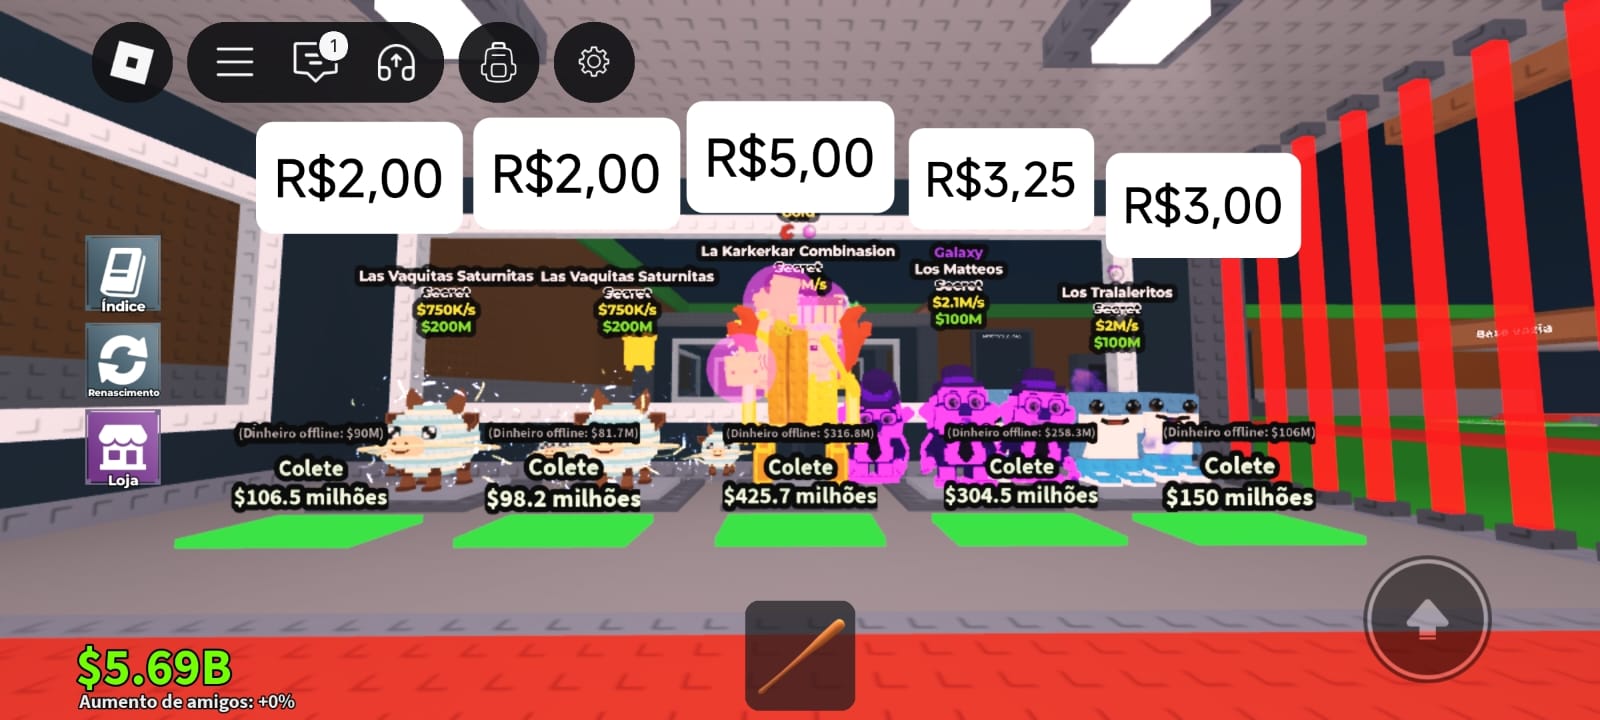 1
R$2,00
R$2,00
R$5,00
R$3,25
R$3,00
Gold
La Karkerkar Combinasion
Secret
M/s
Las Vaquitas Saturnitas
Secret
$750K/s
$200M
Las Vaquitas Saturnitas
Secret
$750K/s
$200M
Galaxy
Los Matteos
Secret
$2.1M/s
$100M
Los Tralaleritos
Secret
$2M/s
$100M
Base vazia
Índice
Renascimento
Loja
(Dinheiro offline: $90M)
Colete
$106.5 milhões
(Dinheiro offline: $81.7M)
Colete
$98.2 milhões
(Dinheiro offline: $316.8M)
Colete
$425.7 milhões
(Dinheiro offline: $258.3M)
Colete
$304.5 milhões
(Dinheiro offline: $106M)
Colete
$150 milhões
$5.69B
Aumento de amigos: +0%